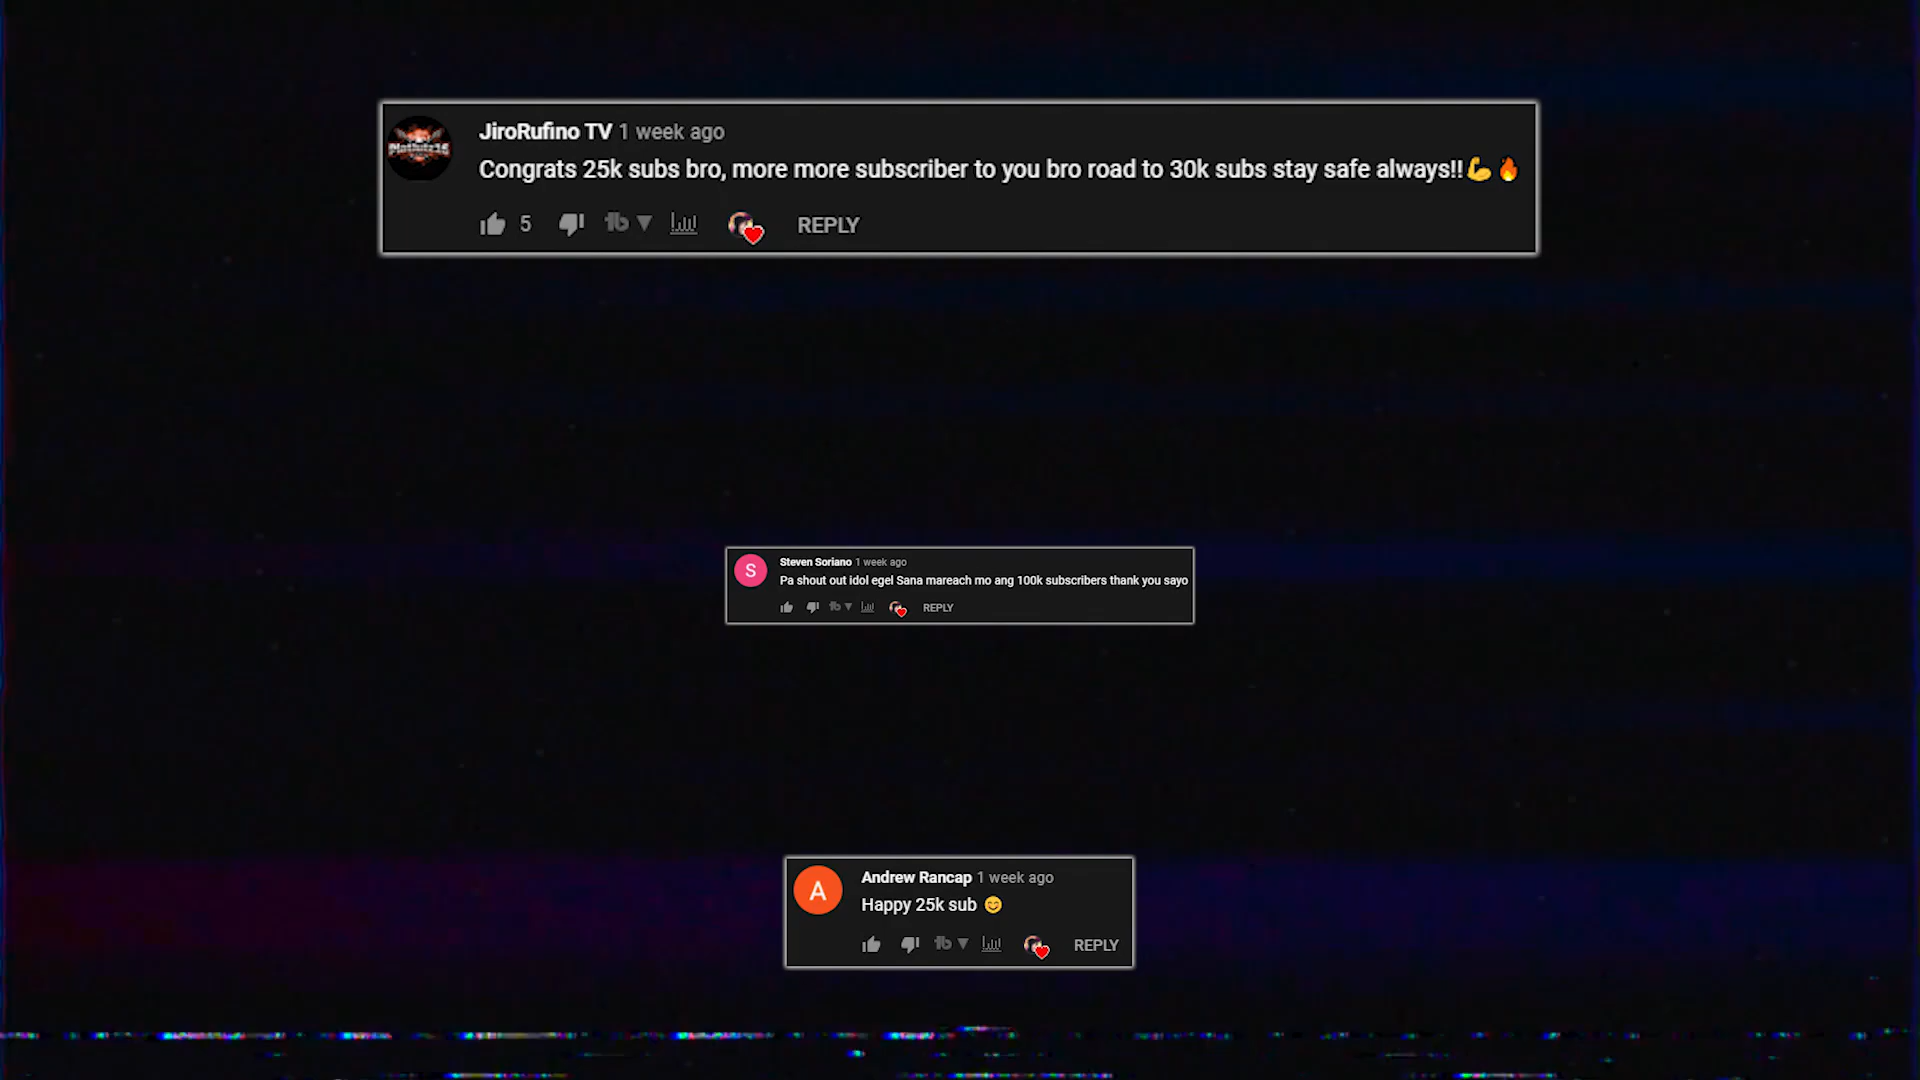 JiroRufino TV 1 week ago
Congrats 25k subs bro, more more subscriber to you bro road to 30k subs stay safe always!!💪🔥
5 REPLY
S
Steven Soriano 1 week ago
Pa shout out idol egel Sana mareach mo ang 100k subscribers thank you sayo
REPLY
A
Andrew Rancap 1 week ago
Happy 25k sub 😊
REPLY